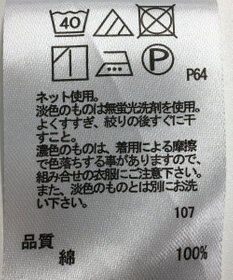 40
P
P64
ネット使用。
淡色のものは無蛍光洗剤を使用。
よくすすぎ、絞りの後すぐに干
すこと。
濃色のものは、着用による摩擦
で色落ちする事がありますので、
組み合せの衣服にご注意下さい。
また、淡色のものとは別にお洗
い下さい。
107
品質
綿 100%